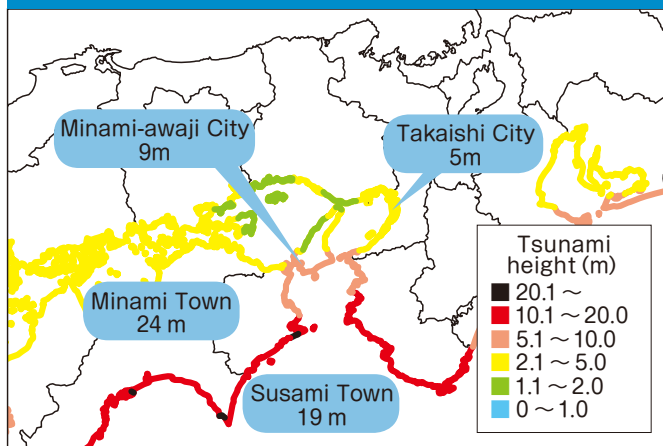 Minami-awaji City
9m
Takaishi City
5m
Minami Town
24 m
Susami Town
19 m
Tsunami
height (m)
20.1～
10.1～20.0
5.1～10.0
2.1～5.0
1.1～2.0
0～1.0